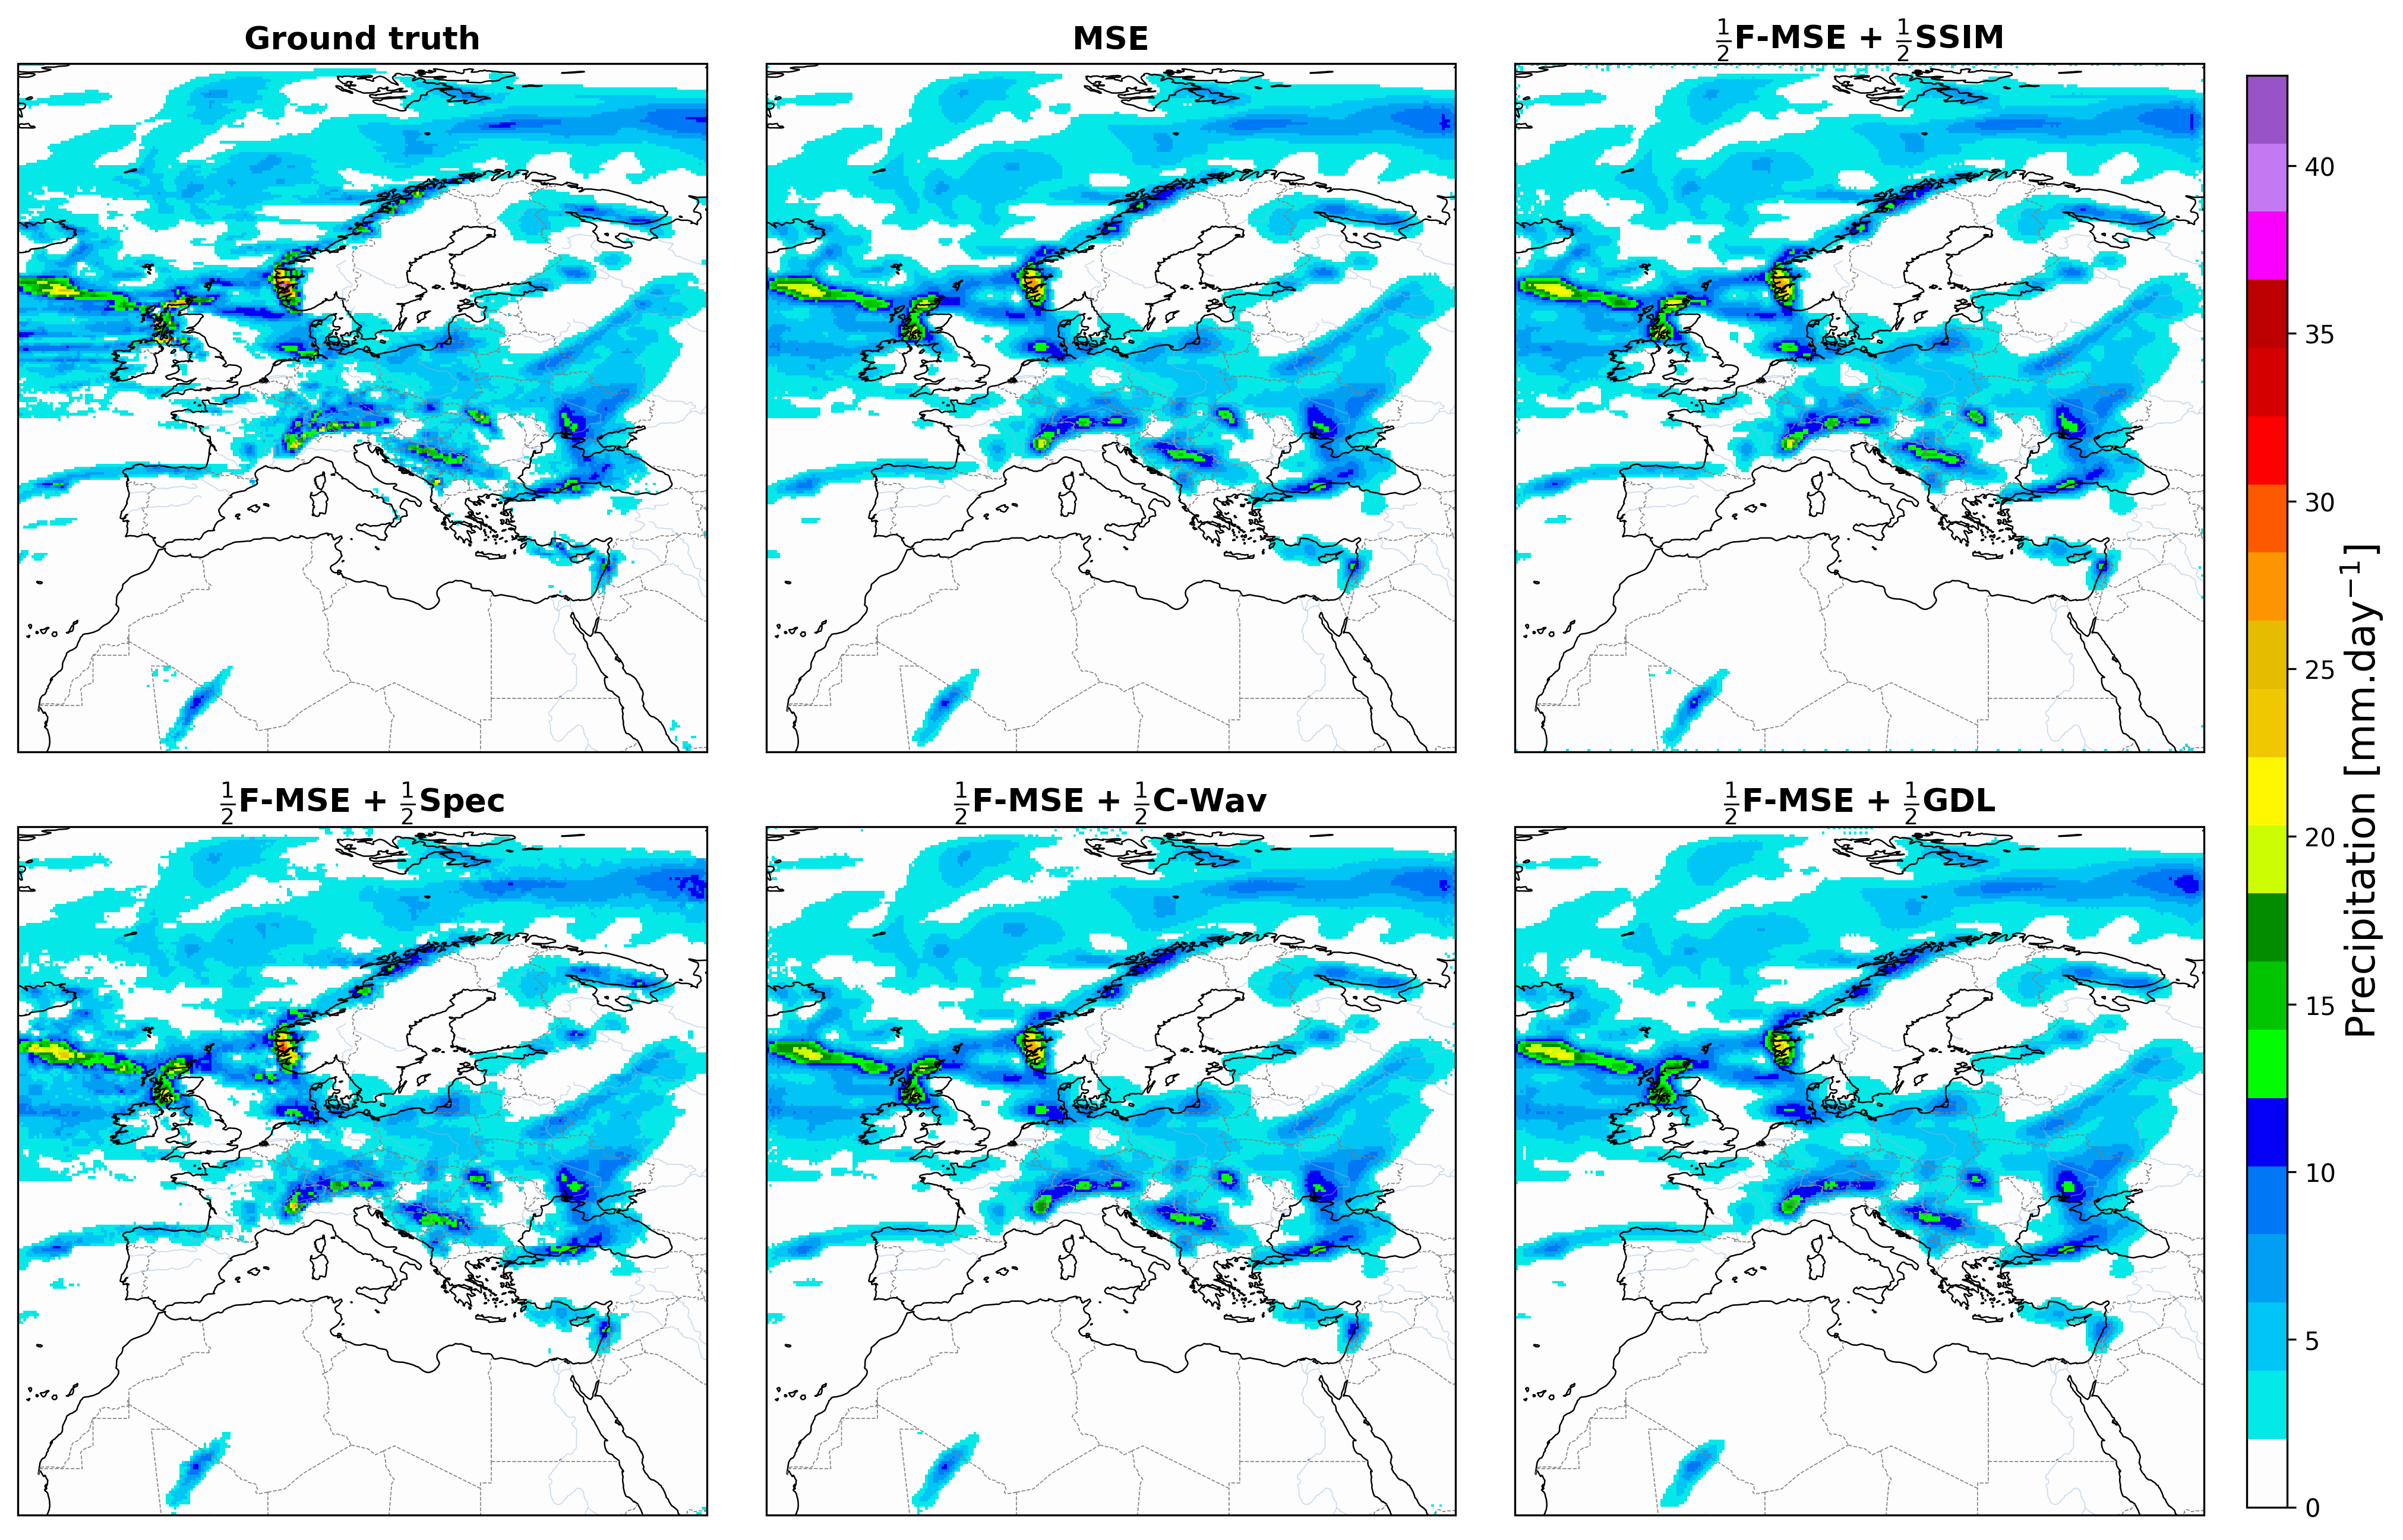 Ground truth
MSE
½F-MSE + ½SSIM
½F-MSE + ½Spec
½F-MSE + ½C-Wav
½F-MSE + ½GDL
40
35
30
25
20
15
10
5
0
Precipitation [mm.day⁻¹]